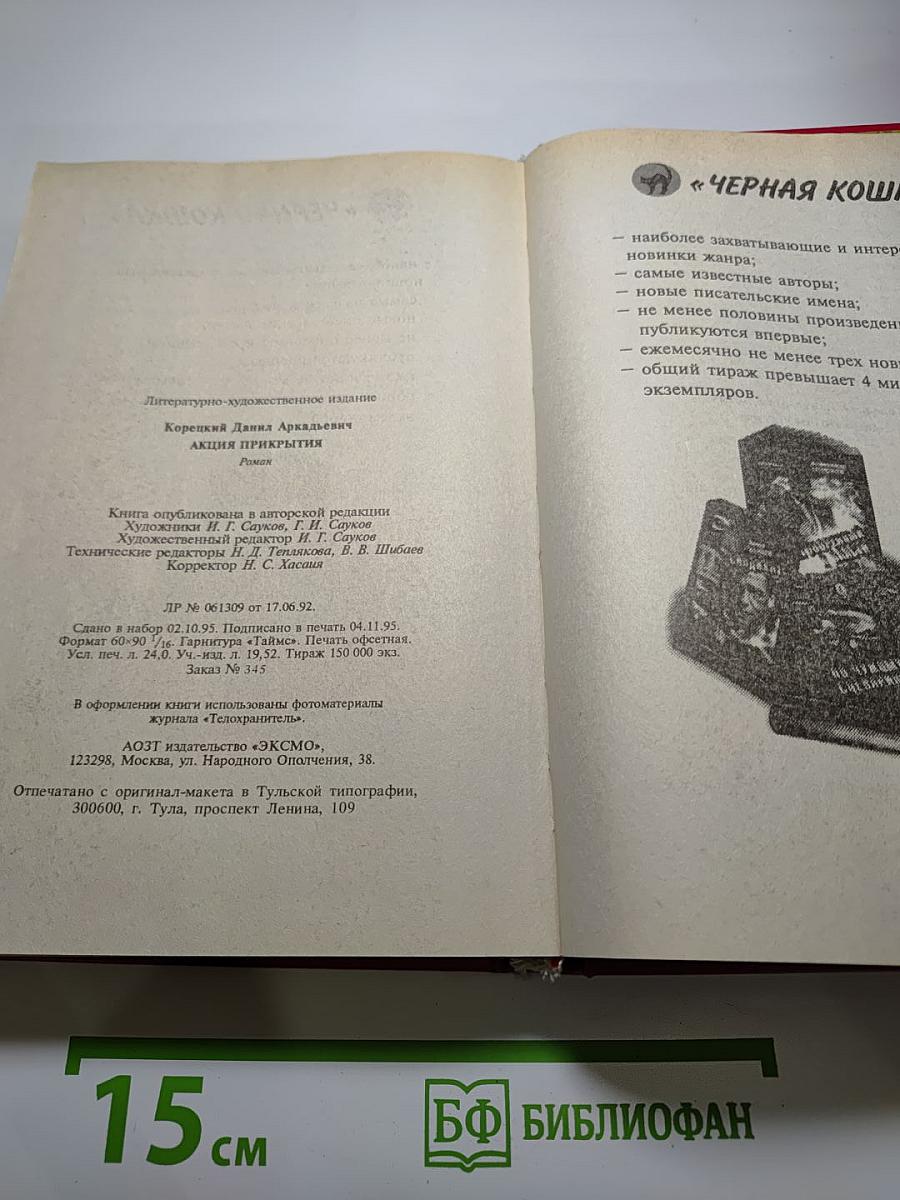 Литературно-художественное издание
Корецкий Данил Аркадьевич
АКЦИЯ ПРИКРЫТИЯ
Роман
Книга опубликована в авторской редакции
Художники И. Г. Сауков, Г. И. Сауков
Художественный редактор И. Г. Сауков
Технические редакторы Н. Д. Теплякова, В. В. Шибаев
Корректор Н. С. Хасаия
ЛР № 061309 от 17.06.92.
Сдано в набор 02.10.95. Подписано в печать 04.11.95.
Формат 60×90 1/16. Гарнитура «Таймс». Печать офсетная.
Усл. печ. л. 24,0. Уч.-изд. л. 19,52. Тираж 150 000 экз.
Заказ № 345
В оформлении книги использованы фотоматериалы
журнала «Телохранитель».
АОЗТ издательство «ЭКСМО»,
123298, Москва, ул. Народного Ополчения, 38.
Отпечатано с оригинал-макета в Тульской типографии,
300600, г. Тула, проспект Ленина, 109
«ЧЕРНАЯ КОШ
— наиболее захватывающие и интер
новинки жанра;
— самые известные авторы;
— новые писательские имена;
— не менее половины произведен
публикуются впервые;
— ежемесячно не менее трех нов
— общий тираж превышает 4 ми
экземпляров.
15 см
БФ БИБЛИОФАН